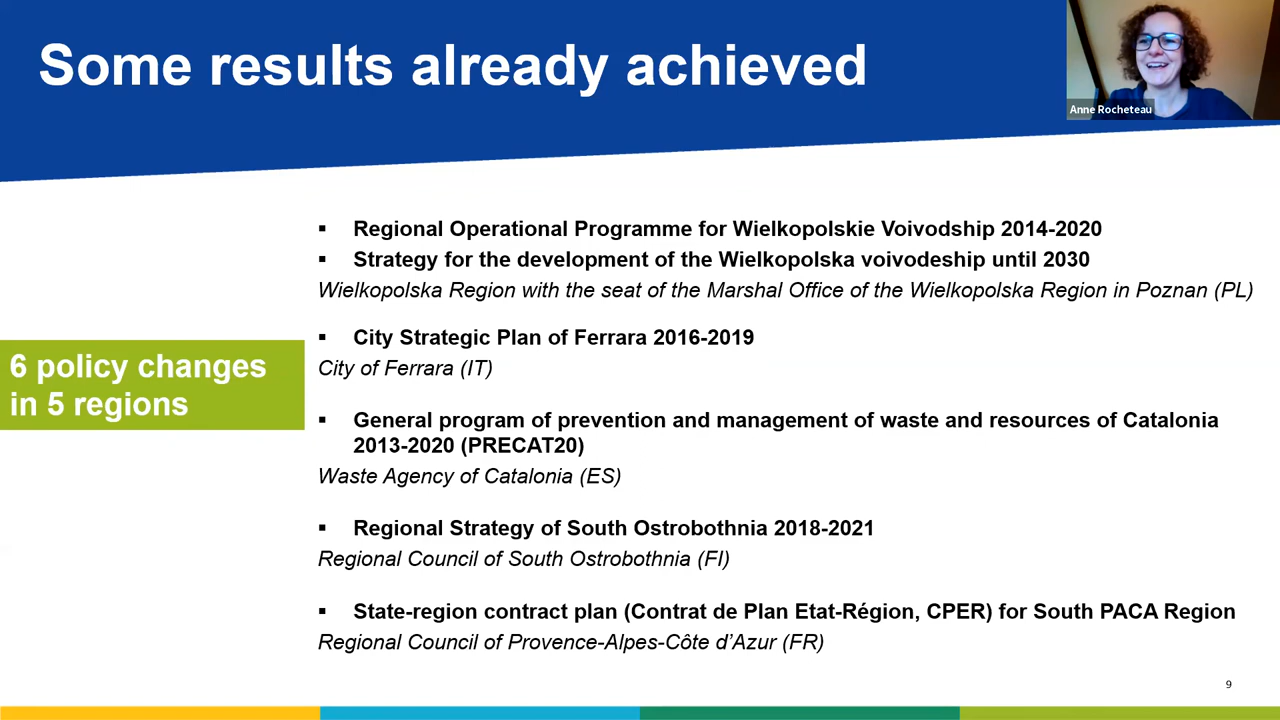 Some results already achieved
Anne Rocheteau
▪ Regional Operational Programme for Wielkopolskie Voivodship 2014-2020
▪ Strategy for the development of the Wielkopolska voivodeship until 2030
Wielkopolska Region with the seat of the Marshal Office of the Wielkopolska Region in Poznan (PL)
▪ City Strategic Plan of Ferrara 2016-2019
City of Ferrara (IT)
6 policy changes
in 5 regions
▪ General program of prevention and management of waste and resources of Catalonia
2013-2020 (PRECAT20)
Waste Agency of Catalonia (ES)
▪ Regional Strategy of South Ostrobothnia 2018-2021
Regional Council of South Ostrobothnia (FI)
▪ State-region contract plan (Contrat de Plan Etat-Région, CPER) for South PACA Region
Regional Council of Provence-Alpes-Côte d’Azur (FR)
9